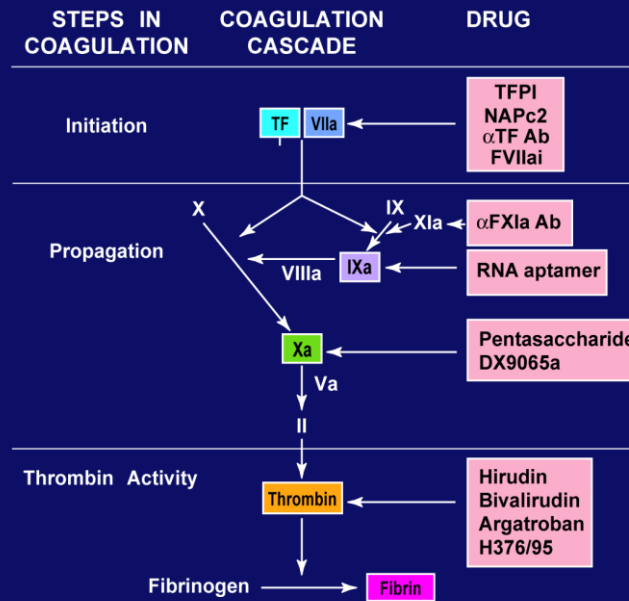 STEPS IN COAGULATION
COAGULATION CASCADE
DRUG
Initiation
TF
VIIa
TFPI
NAPc2
αTF Ab
FVIIai
Propagation
X
IX
XIa
αFXIa Ab
VIIIa
IXa
RNA aptamer
Xa
Pentasaccharide
DX9065a
Va
II
Thrombin Activity
Thrombin
Hirudin
Bivalirudin
Argatroban
H376/95
Fibrinogen
Fibrin